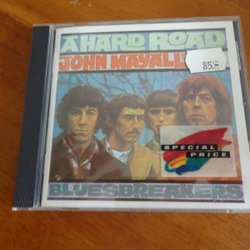 A HARD ROAD
JOHN MAYALL
85,-
SPECIAL
PRICE
BLUESBREAKERS